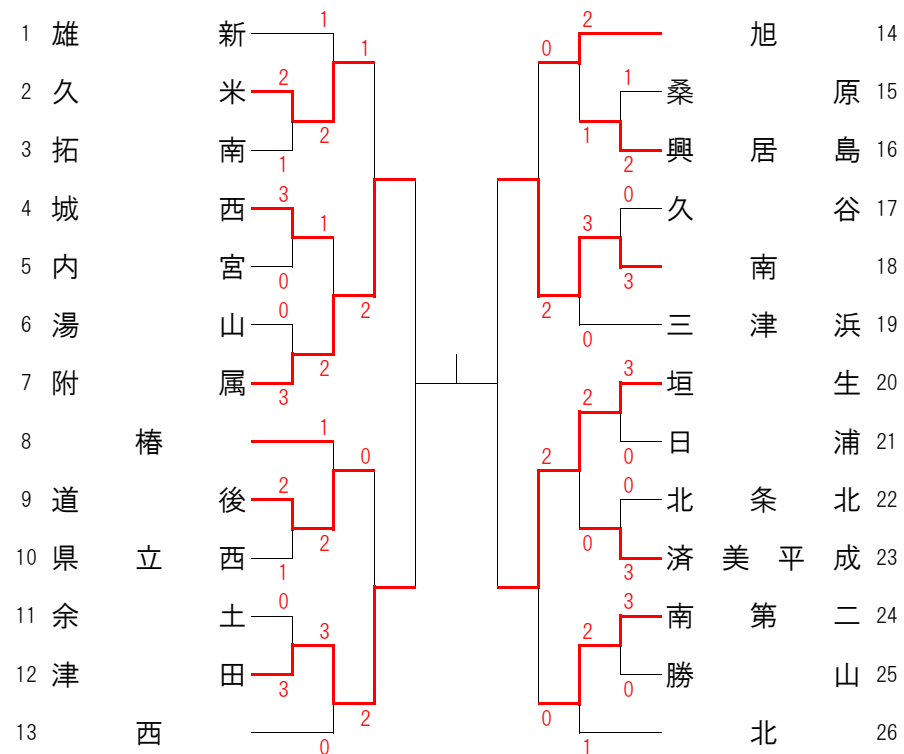 1 雄新
2 久米
3 拓南
4 城西
5 内宮
6 湯山
7 附属
8 椿
9 道後
10 県立西
11 余土
12 津田
13 西
1
2
1
3
0
0
3
1
2
1
0
3
0
2
1
2
2
3
1
2
0
2
旭 14
桑原 15
興居島 16
久谷 17
南 18
三津浜 19
垣生 20
日浦 21
北条北 22
済美平成 23
南第二 24
勝山 25
北 26
0
2
2
0
2
1
3
0
2
0
2
1
1
2
0
3
3
0
0
3
3
0